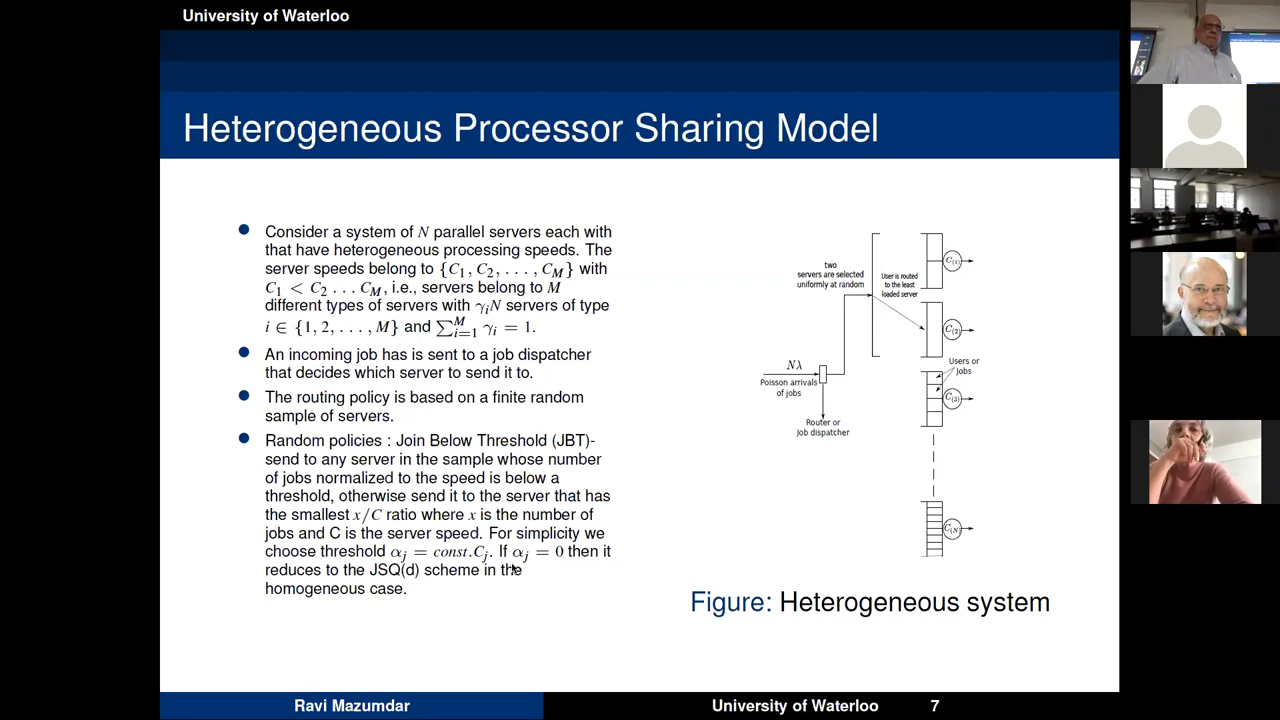 University of Waterloo
Heterogeneous Processor Sharing Model
Consider a system of N parallel servers each with
that have heterogeneous processing speeds. The
server speeds belong to {C₁, C₂, . . . , C_M} with
C₁ < C₂ . . . C_M, i.e., servers belong to M
different types of servers with γᵢN servers of type
i ∈ {1, 2, . . . , M} and ∑ᵢ₌₁ᴹ γᵢ = 1.
An incoming job has is sent to a job dispatcher
that decides which server to send it to.
The routing policy is based on a finite random
sample of servers.
Random policies : Join Below Threshold (JBT)-
send to any server in the sample whose number
of jobs normalized to the speed is below a
threshold, otherwise send it to the server that has
the smallest x/C ratio where x is the number of
jobs and C is the server speed. For simplicity we
choose threshold αⱼ = const.Cⱼ. If αⱼ = 0 then it
reduces to the JSQ(d) scheme in the
homogeneous case.
two
servers are selected
uniformly at random
User is routed
to the least
loaded server
C(1)
C(2)
Users or
Jobs
C(3)
Nλ
Poisson arrivals
of jobs
Router or
Job dispatcher
C(N)
Figure: Heterogeneous system
Ravi Mazumdar
University of Waterloo
7